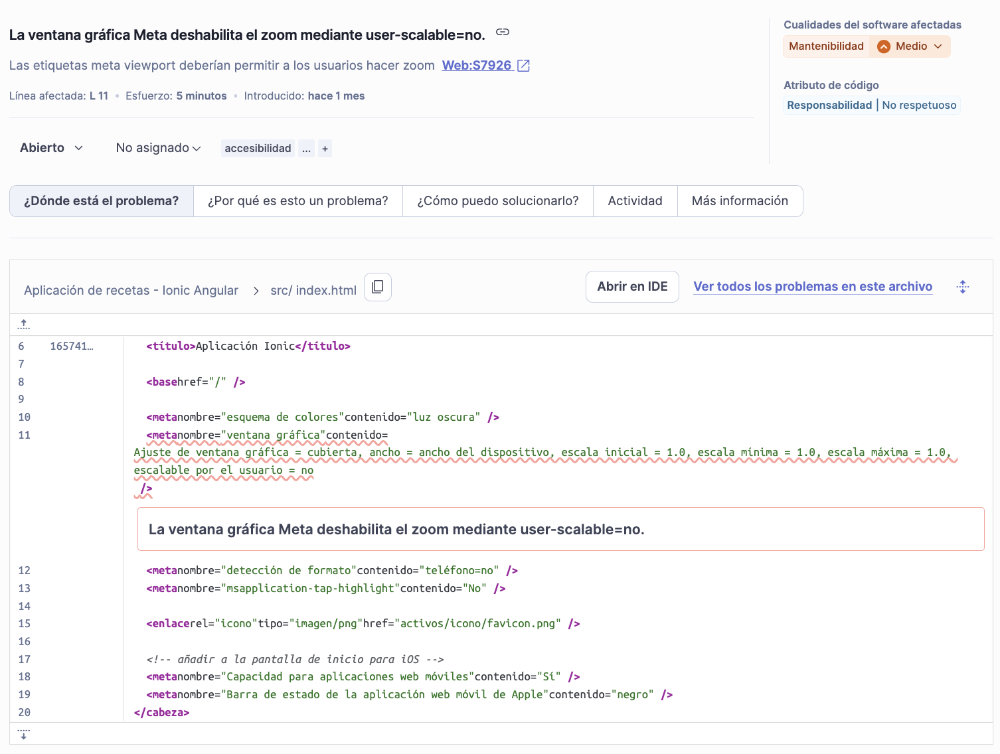 La ventana gráfica Meta deshabilita el zoom mediante user-scalable=no.
Las etiquetas meta viewport deberían permitir a los usuarios hacer zoom Web:S7926
Línea afectada: L 11 • Esfuerzo: 5 minutos • Introducido: hace 1 mes
Cualidades del software afectadas
Mantenibilidad Medio
Atributo de código
Responsabilidad | No respetuoso
Abierto No asignado accesibilidad ... +
¿Dónde está el problema? ¿Por qué es esto un problema? ¿Cómo puedo solucionarlo? Actividad Más información
Aplicación de recetas - Ionic Angular > src/ index.html Abrir en IDE Ver todos los problemas en este archivo
6 165741… <título>Aplicación Ionic</título>
7
8 <basehref="/" />
9
10 <metanombre="esquema de colores"contenido="luz oscura" />
11 <metanombre="ventana gráfica"contenido=
Ajuste de ventana gráfica = cubierta, ancho = ancho del dispositivo, escala inicial = 1.0, escala mínima = 1.0, escala máxima = 1.0,
escalable por el usuario = no
/>
La ventana gráfica Meta deshabilita el zoom mediante user-scalable=no.
12 <metanombre="detección de formato"contenido="teléfono=no" />
13 <metanombre="msapplication-tap-highlight"contenido="No" />
14
15 <enlacerel="icono"tipo="imagen/png"href="activos/icono/favicon.png" />
16
17 <!-- añadir a la pantalla de inicio para iOS -->
18 <metanombre="Capacidad para aplicaciones web móviles"contenido="Sí" />
19 <metanombre="Barra de estado de la aplicación web móvil de Apple"contenido="negro" />
20 </cabeza>